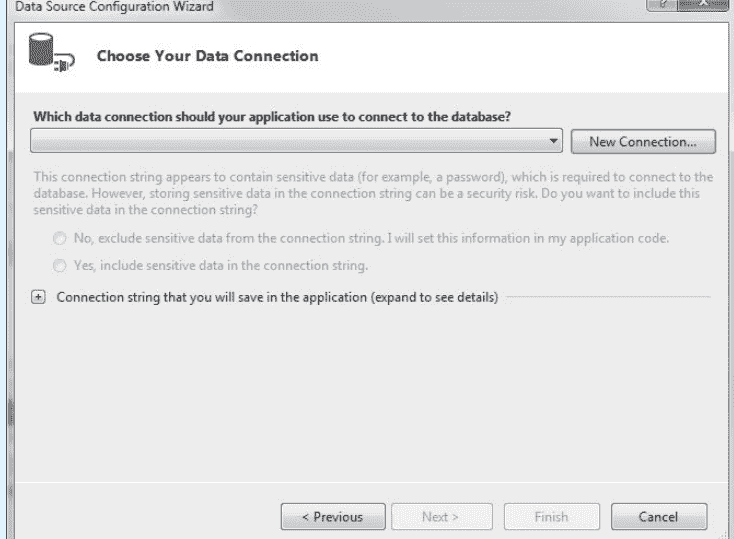 Data Source Configuration Wizard
Choose Your Data Connection
Which data connection should your application use to connect to the database?
New Connection...
This connection string appears to contain sensitive data (for example, a password), which is required to connect to the
database. However, storing sensitive data in the connection string can be a security risk. Do you want to include this
sensitive data in the connection string?
No, exclude sensitive data from the connection string. I will set this information in my application code.
Yes, include sensitive data in the connection string.
Connection string that you will save in the application (expand to see details)
< Previous
Next >
Finish
Cancel